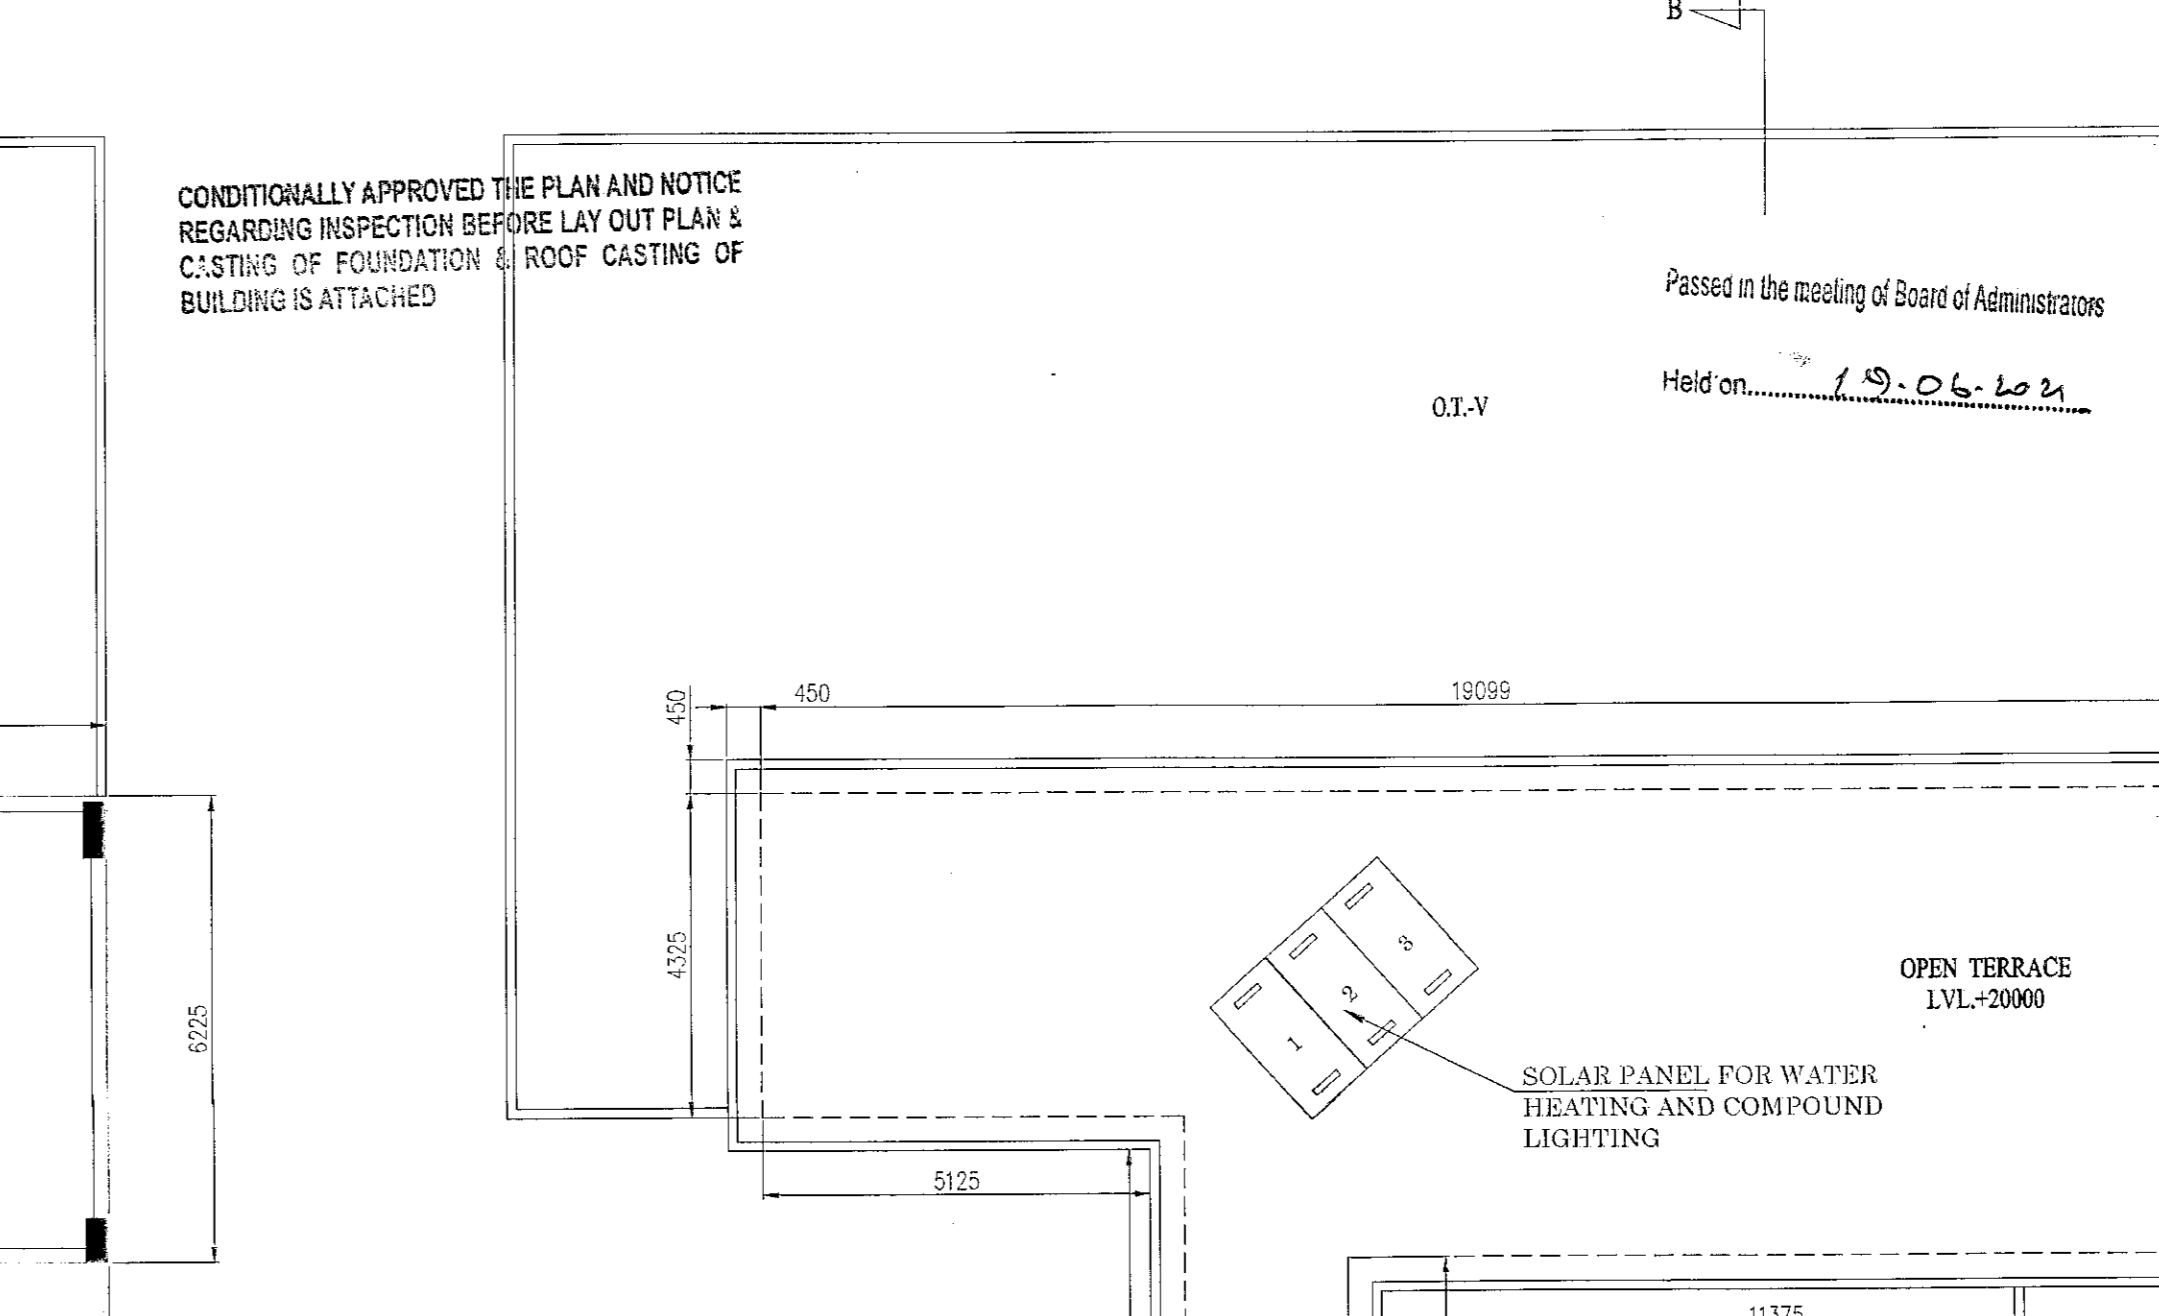 B
CONDITIONALLY APPROVED THE PLAN AND NOTICE
REGARDING INSPECTION BEFORE LAY OUT PLAN &
CASTING OF FOUNDATION & ROOF CASTING OF
BUILDING IS ATTACHED
Passed in the meeting of Board of Administrators
Held on 19-06-2021
O.T.-V
450
450
19099
4325
6225
3
2
1
OPEN TERRACE
LVL.+20000
SOLAR PANEL FOR WATER
HEATING AND COMPOUND
LIGHTING
5125
11375